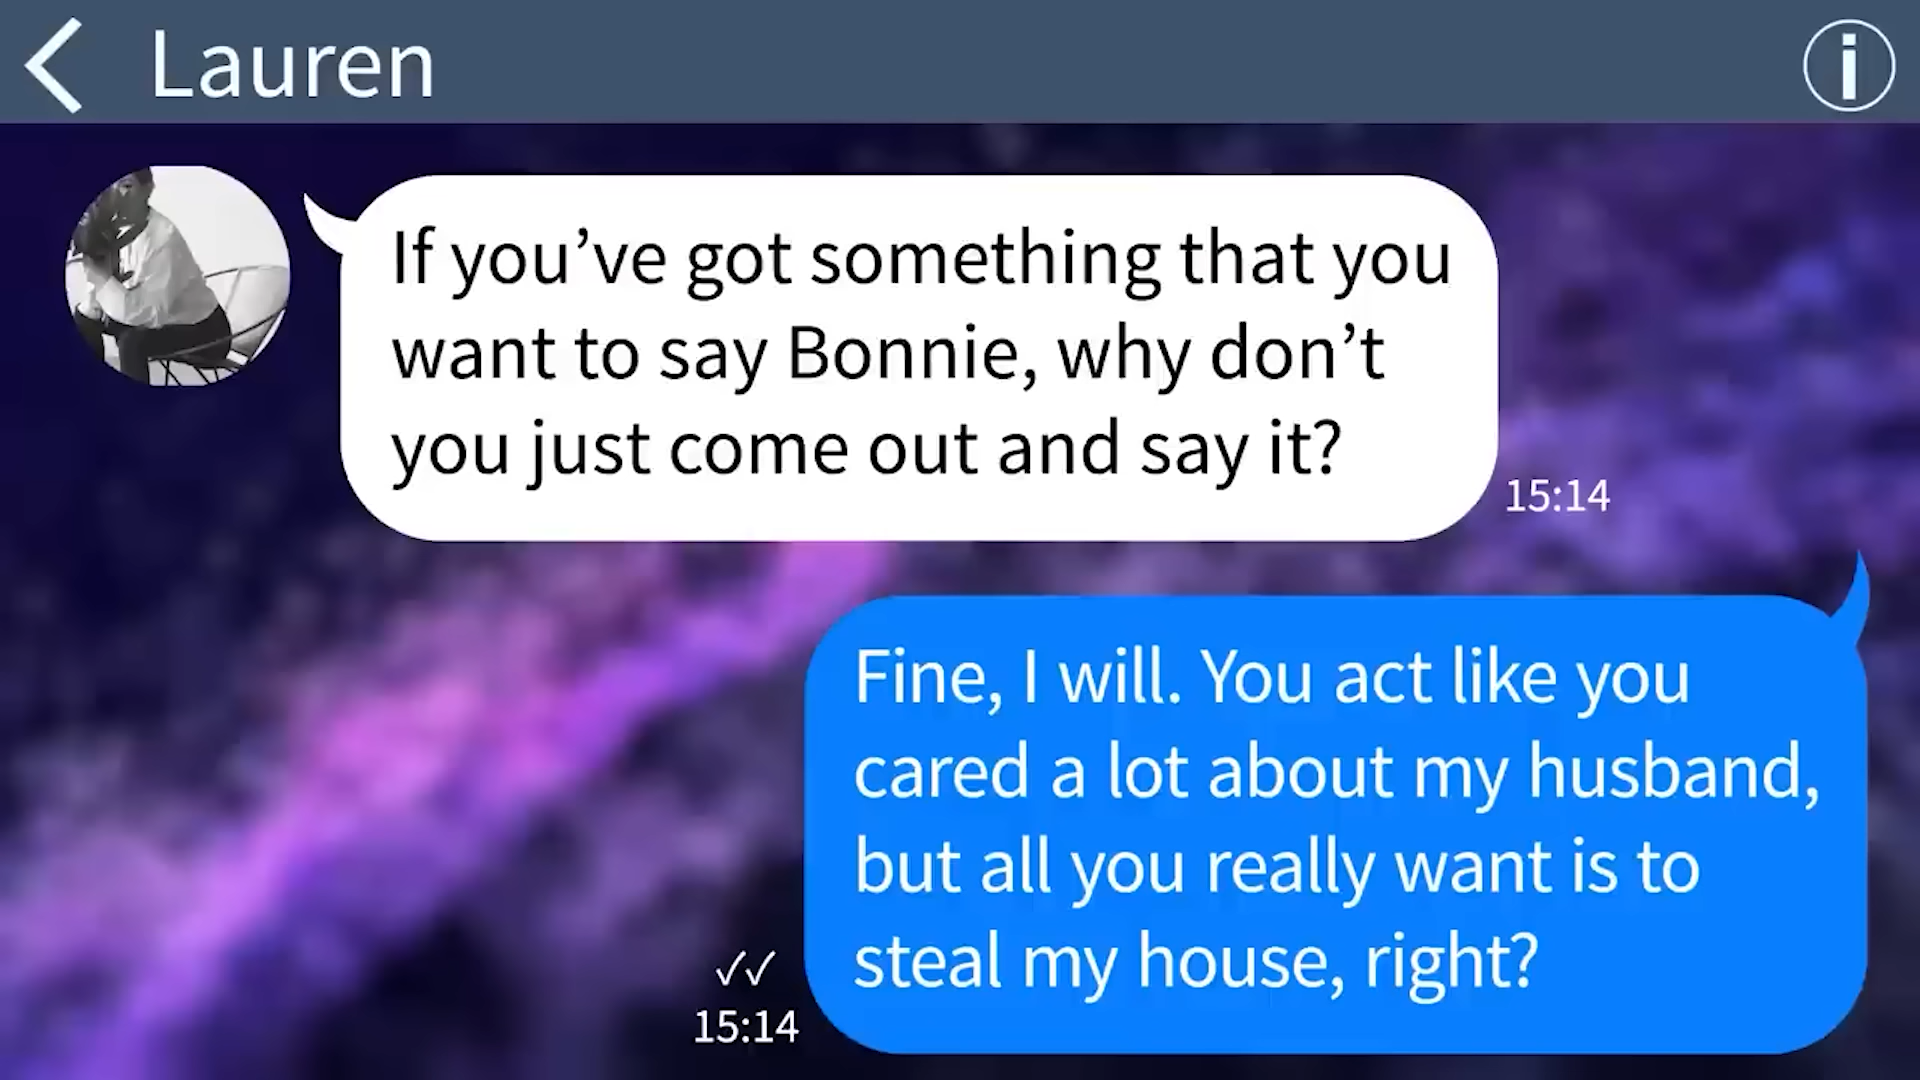 Lauren
If you’ve got something that you
want to say Bonnie, why don’t
you just come out and say it?
15:14
Fine, I will. You act like you
cared a lot about my husband,
but all you really want is to
steal my house, right?
✓✓
15:14